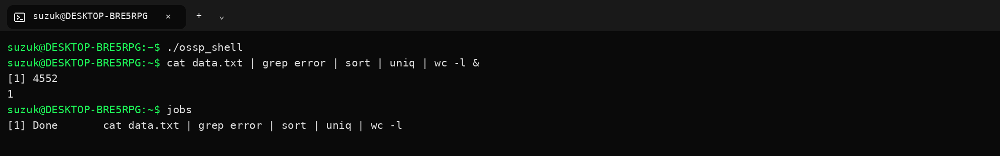 suzuk@DESKTOP-BRE5RPG × + ⌄
suzuk@DESKTOP-BRE5RPG:~$ ./ossp_shell
suzuk@DESKTOP-BRE5RPG:~$ cat data.txt | grep error | sort | uniq | wc -l &
[1] 4552
1
suzuk@DESKTOP-BRE5RPG:~$ jobs
[1] Done       cat data.txt | grep error | sort | uniq | wc -l